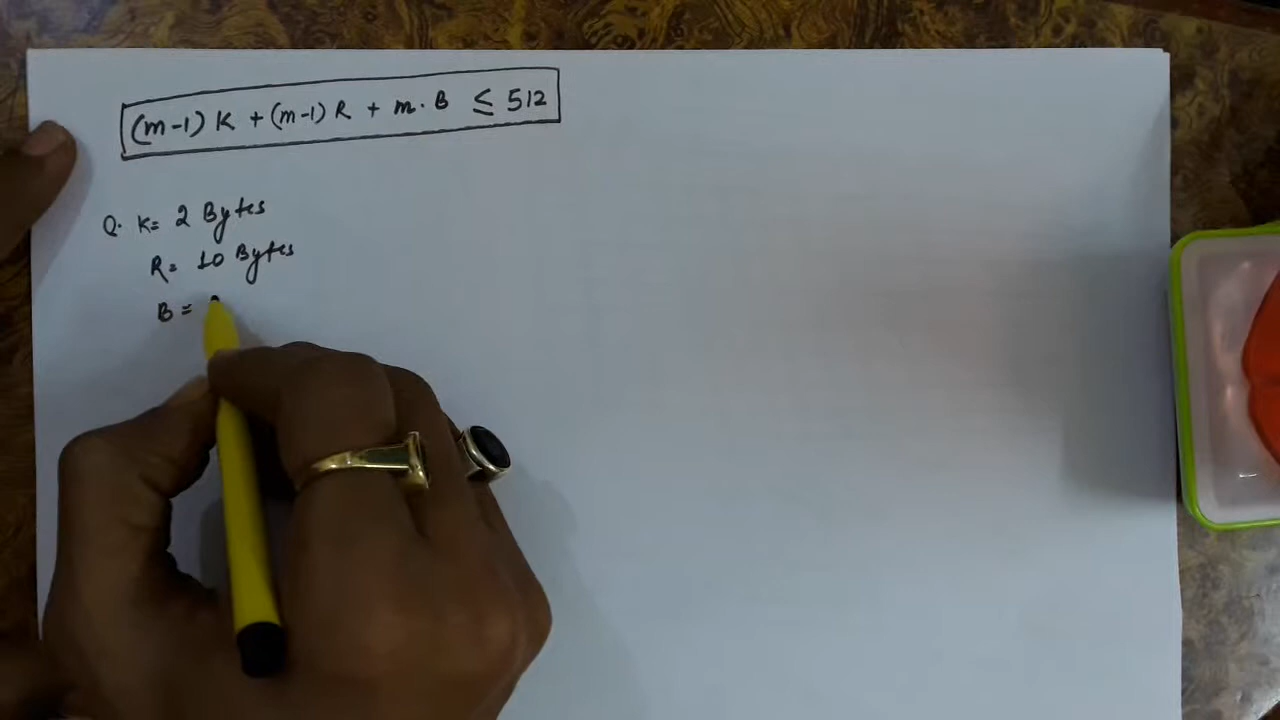 (m-1) K + (m-1) R + m. B ≤ 512
Q. K= 2 Bytes
R= 10 Bytes
B =